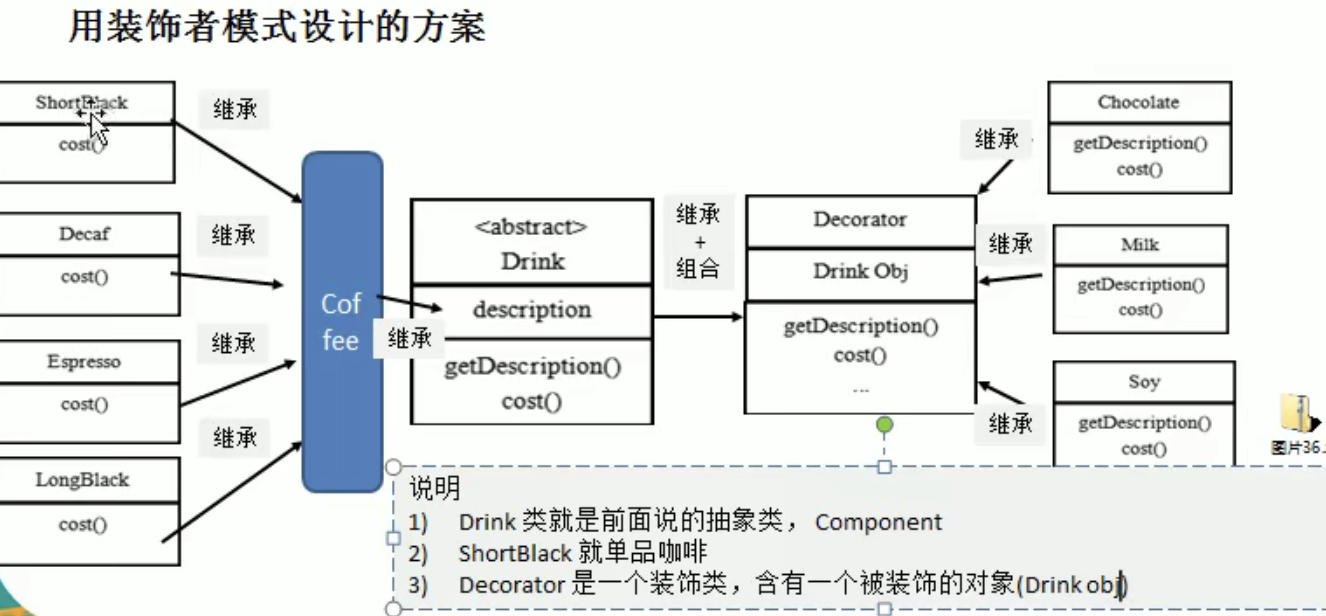 用装饰者模式设计的方案
ShortBlack
cost()
继承
Decaf
cost()
继承
Espresso
cost()
继承
LongBlack
cost()
继承
Cof
fee
继承
<abstract>
Drink
description
getDescription()
cost()
继承
+
组合
Decorator
Drink Obj
getDescription()
cost()
...
继承
Chocolate
getDescription()
cost()
继承
Milk
getDescription()
cost()
继承
Soy
getDescription()
cost()
图片36.
说明
1) Drink 类就是前面说的抽象类， Component
2) ShortBlack 就单品咖啡
3) Decorator 是一个装饰类，含有一个被装饰的对象(Drink obj)